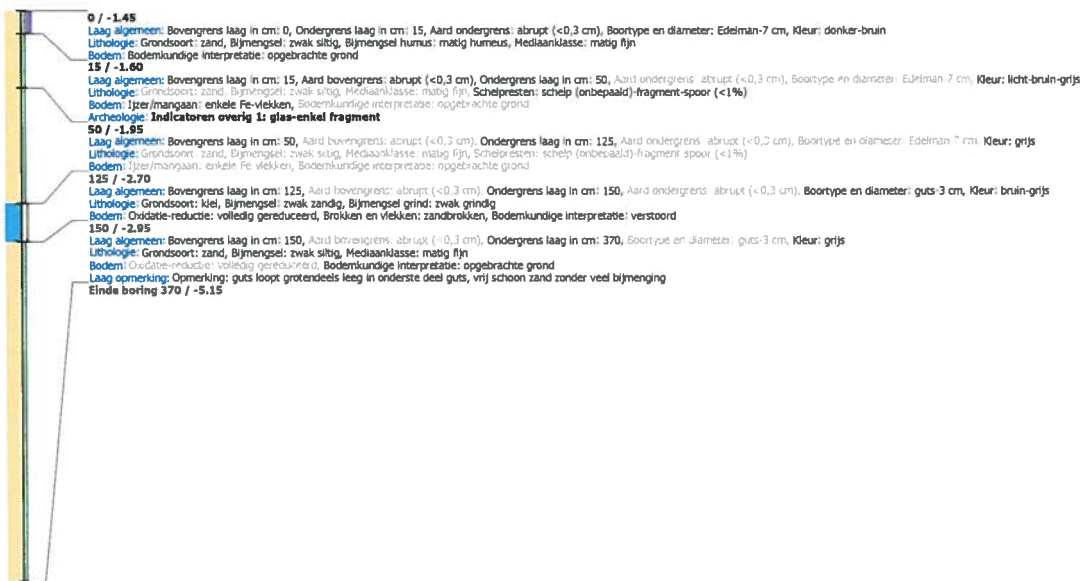 0 / -1.45
Laag algemeen: Bovengrens laag in cm: 0, Ondergrens laag in cm: 15, Aard ondergrens: abrupt (<0,3 cm), Boortype en diameter: Edelman-7 cm, Kleur: donker-bruin
Lithologie: Grondsoort: zand, Bijmengsel: zwak siltig, Bijmengsel humus: matig humeus, Mediaanklasse: matig fijn
Bodem: Bodemkundige interpretatie: opgebrachte grond
15 / -1.60
Laag algemeen: Bovengrens laag in cm: 15, Aard bovengrens: abrupt (<0,3 cm), Ondergrens laag in cm: 50, Aard ondergrens: abrupt (<0,3 cm), Boortype en diameter: Edelman-7 cm, Kleur: licht-bruin-grijs
Lithologie: Grondsoort: zand, Bijmengsel: zwak siltig, Mediaanklasse: matig fijn, Schelpresten: schelp (onbepaald)-fragment-spoor (<1%)
Bodem: Ijzer/mangaan: enkele Fe-vlekken, Bodemkundige interpretatie: opgebrachte grond
Archeologie: Indicatoren overig 1: glas-enkel fragment
50 / -1.95
Laag algemeen: Bovengrens laag in cm: 50, Aard bovengrens: abrupt (<0,3 cm), Ondergrens laag in cm: 125, Aard ondergrens: abrupt (<0,3 cm), Boortype en diameter: Edelman-7 cm, Kleur: grijs
Lithologie: Grondsoort: zand, Bijmengsel: zwak siltig, Mediaanklasse: matig fijn, Schelpresten: schelp (onbepaald)-fragment-spoor (<1%)
Bodem: Ijzer/mangaan: enkele Fe-vlekken, Bodemkundige interpretatie: opgebrachte grond
125 / -2.70
Laag algemeen: Bovengrens laag in cm: 125, Aard bovengrens: abrupt (<0,3 cm), Ondergrens laag in cm: 150, Aard ondergrens: abrupt (<0,3 cm), Boortype en diameter: guts-3 cm, Kleur: bruin-grijs
Lithologie: Grondsoort: klei, Bijmengsel: zwak zandig, Bijmengsel grind: zwak grindig
Bodem: Oxidatie-reductie: volledig gereduceerd, Brokken en vlekken: zandbrokken, Bodemkundige interpretatie: verstoord
150 / -2.95
Laag algemeen: Bovengrens laag in cm: 150, Aard bovengrens: abrupt (<0,3 cm), Ondergrens laag in cm: 370, Boortype en diameter: guts-3 cm, Kleur: grijs
Lithologie: Grondsoort: zand, Bijmengsel: zwak siltig, Mediaanklasse: matig fijn
Bodem: Oxidatie-reductie: volledig gereduceerd, Bodemkundige interpretatie: opgebrachte grond
Laag opmerking: Opmerking: guts loopt grotendeels leeg in onderste deel guts, vrij schoon zand zonder veel bijmenging
Einde boring 370 / -5.15